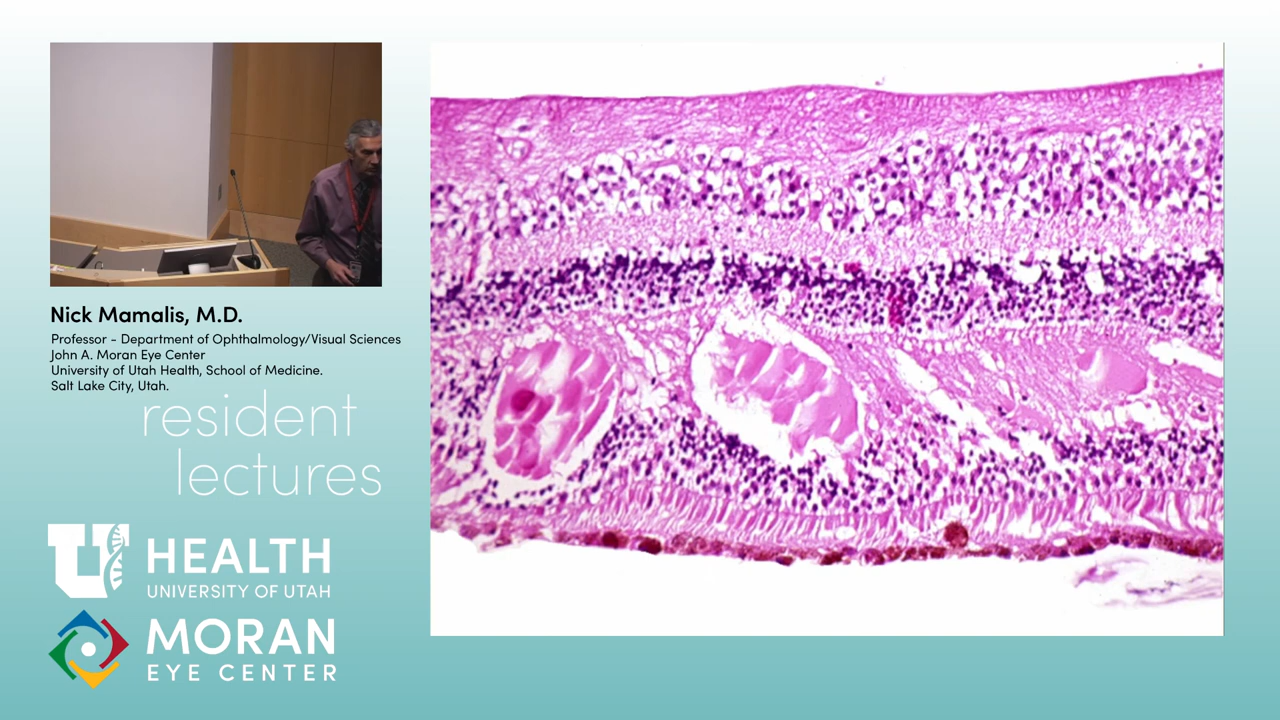 Nick Mamalis, M.D.
Professor - Department of Ophthalmology/Visual Sciences
John A. Moran Eye Center
University of Utah Health, School of Medicine.
Salt Lake City, Utah.
resident
lectures
U HEALTH
UNIVERSITY OF UTAH
MORAN
EYE CENTER